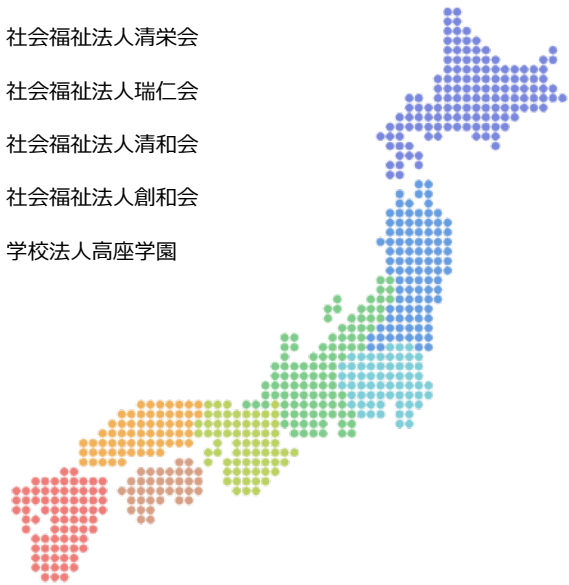 社会福祉法人清栄会
社会福祉法人瑞仁会
社会福祉法人清和会
社会福祉法人創和会
学校法人高座学園